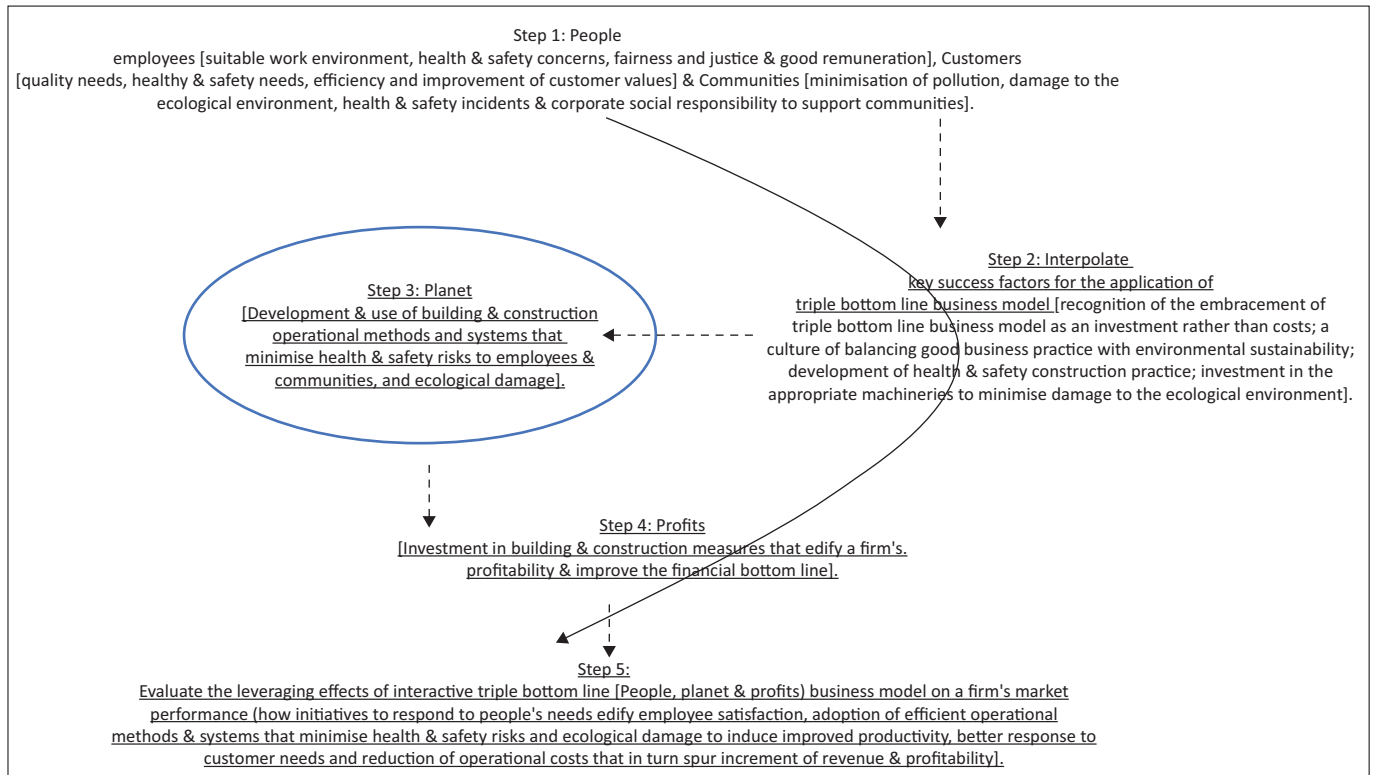 Step 1: People
employees [suitable work environment, health & safety concerns, fairness and justice & good remuneration], Customers
[quality needs, healthy & safety needs, efficiency and improvement of customer values] & Communities [minimisation of pollution, damage to the
ecological environment, health & safety incidents & corporate social responsibility to support communities].
Step 2: Interpolate
key success factors for the application of
triple bottom line business model [recognition of the embracement of
triple bottom line business model as an investment rather than costs; a
culture of balancing good business practice with environmental sustainability;
development of health & safety construction practice; investment in the
appropriate machineries to minimise damage to the ecological environment].
Step 3: Planet
[Development & use of building & construction
operational methods and systems that
minimise health & safety risks to employees &
communities, and ecological damage].
Step 4: Profits
[Investment in building & construction measures that edify a firm's.
profitability & improve the financial bottom line].
Step 5:
Evaluate the leveraging effects of interactive triple bottom line [People, planet & profits) business model on a firm's market
performance (how initiatives to respond to people's needs edify employee satisfaction, adoption of efficient operational
methods & systems that minimise health & safety risks and ecological damage to induce improved productivity, better response to
customer needs and reduction of operational costs that in turn spur increment of revenue & profitability].